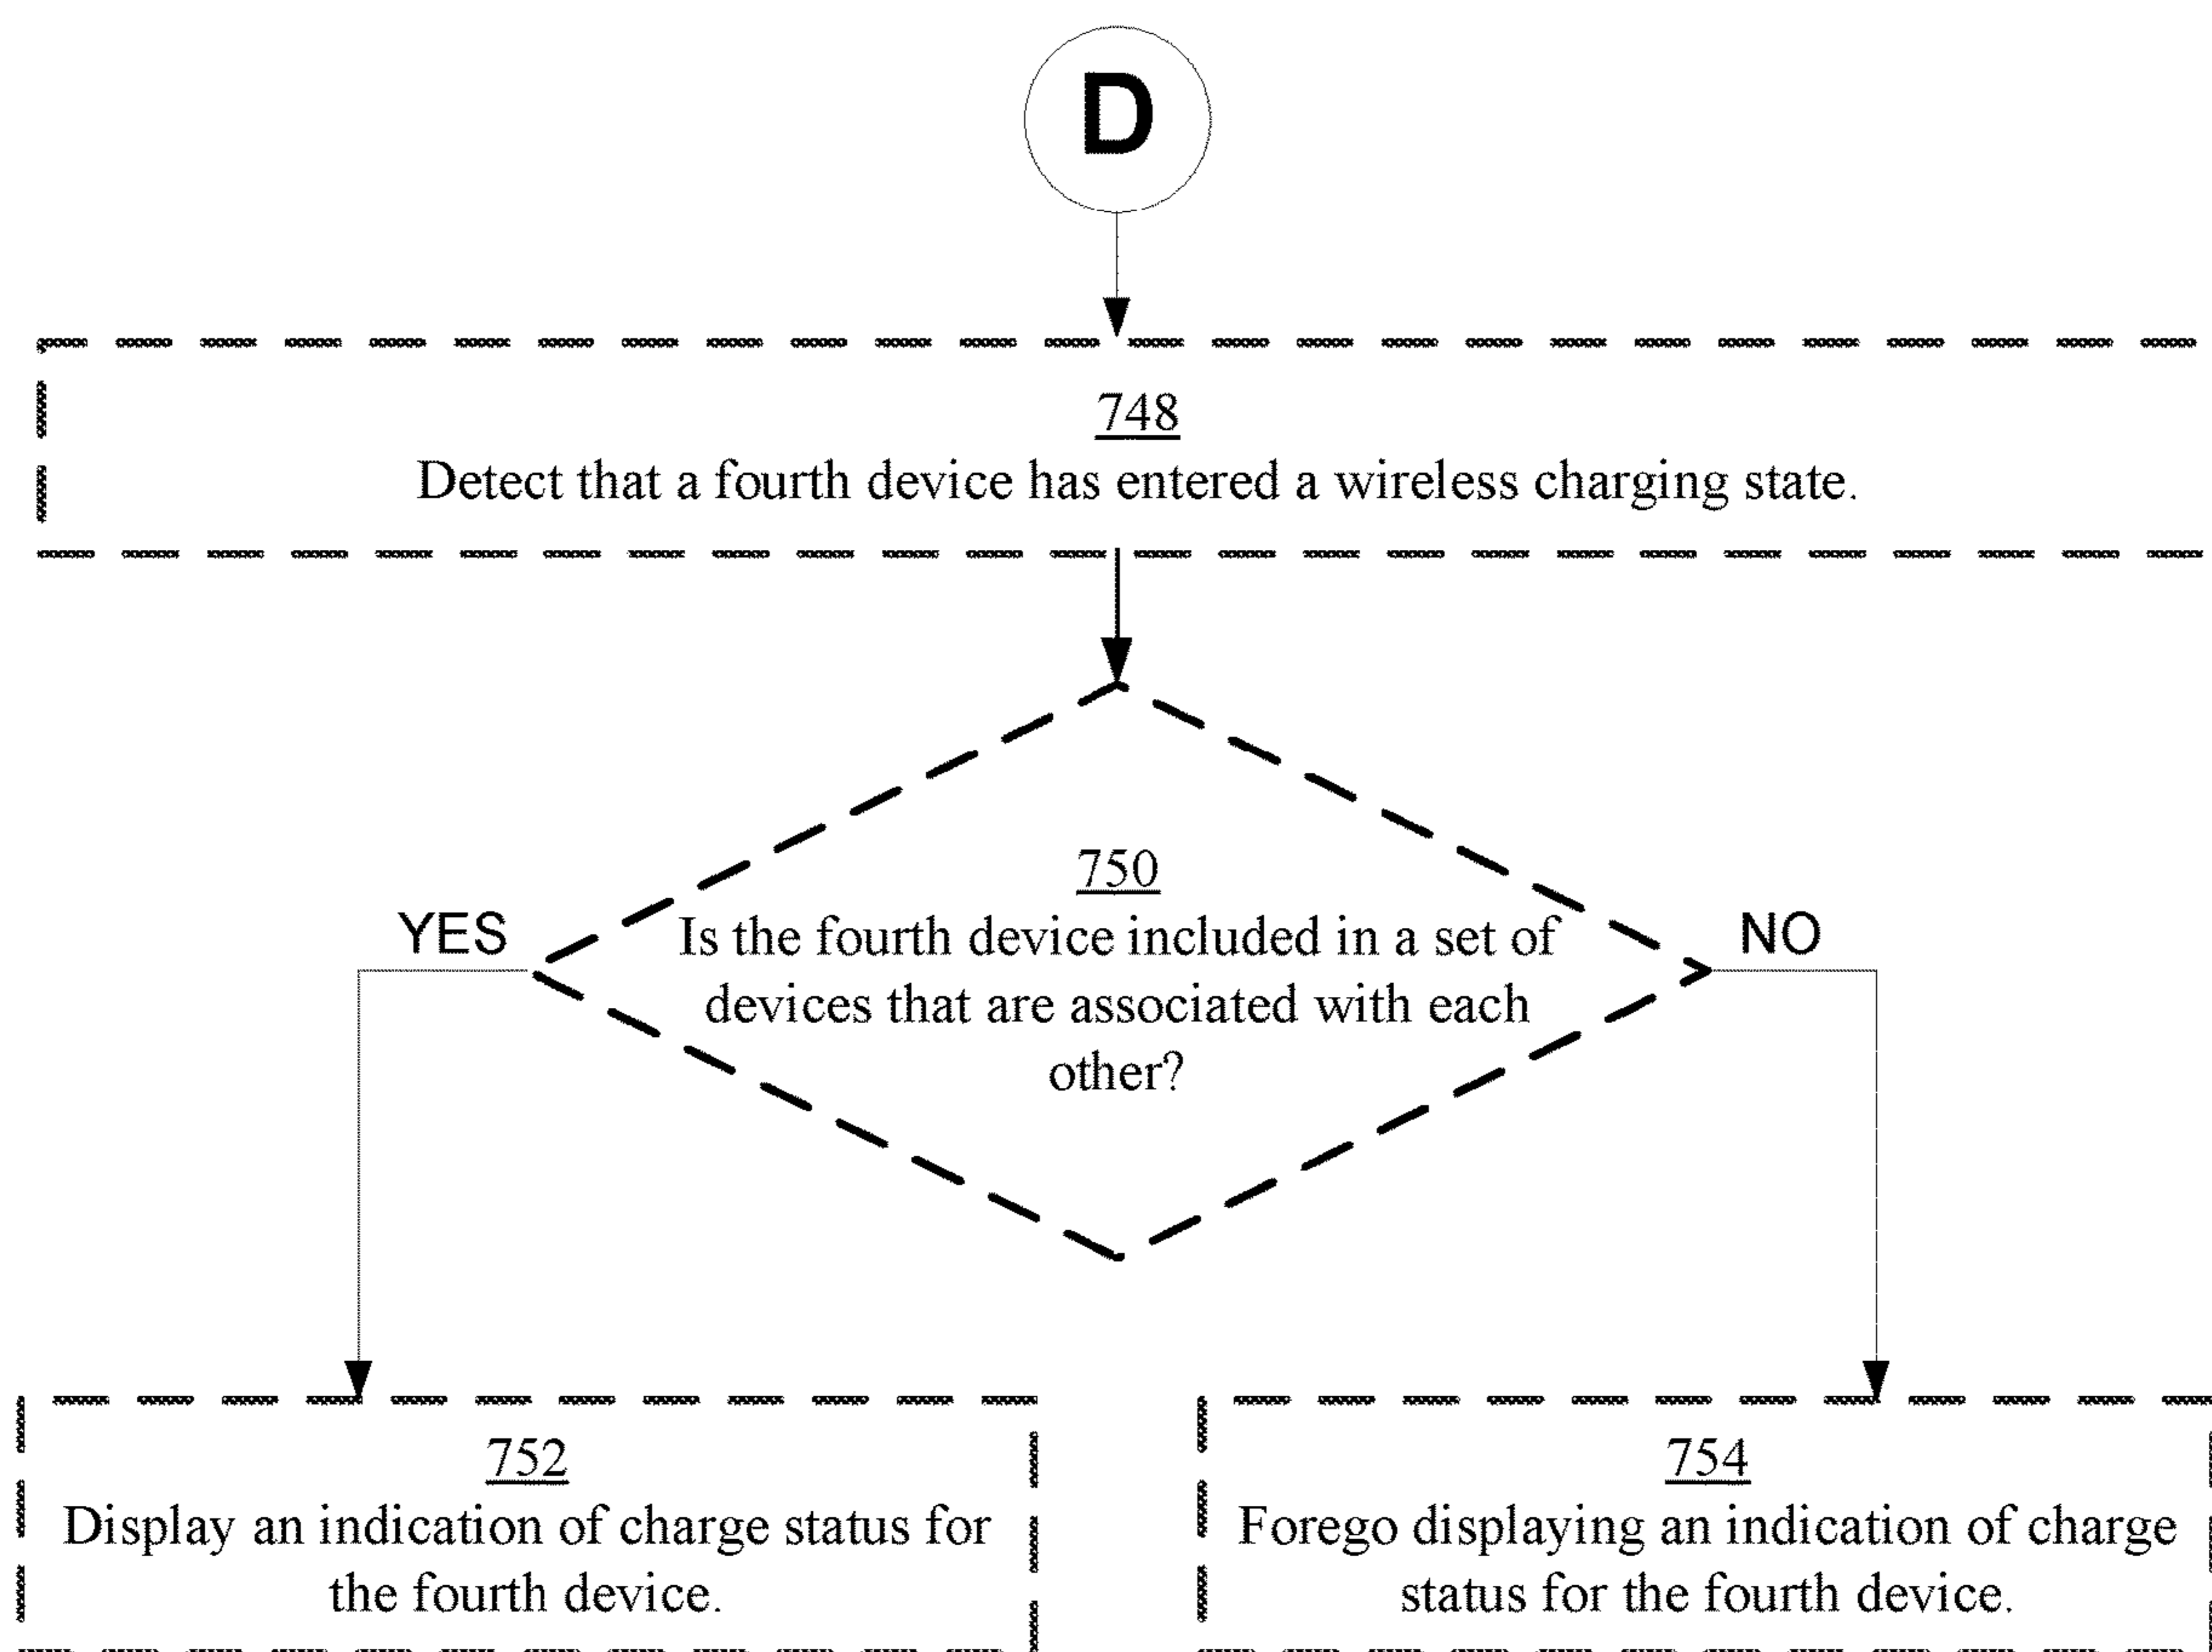 D
748
Detect that a fourth device has entered a wireless charging state.
750
YES
NO
Is the fourth device included in a set of
devices that are associated with each
other?
752
Display an indication of charge status for
the fourth device.
754
Forego displaying an indication of charge
status for the fourth device.